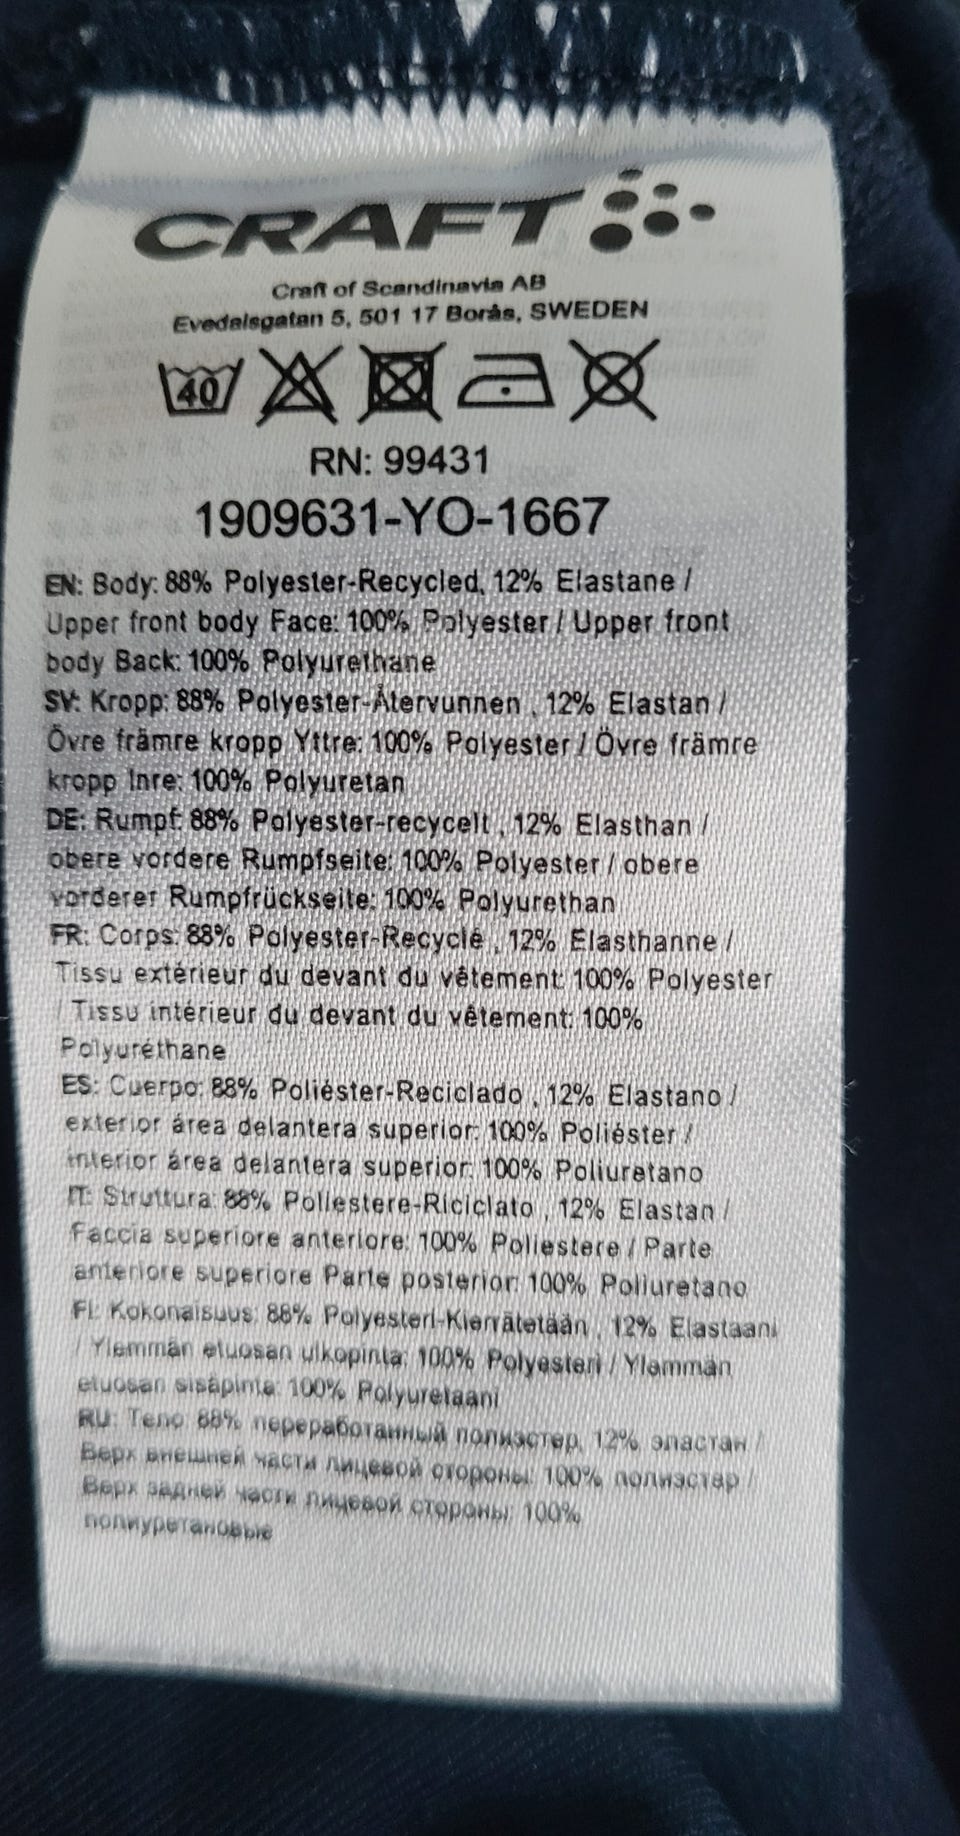 CRAFT
Craft of Scandinavia AB
Evedalsgatan 5, 501 17 Borås, SWEDEN
40
RN: 99431
1909631-YO-1667
EN: Body: 88% Polyester-Recycled, 12% Elastane /
Upper front body Face: 100% Polyester / Upper front
body Back: 100% Polyurethane
SV: Kropp: 88% Polyester-Återvunnen , 12% Elastan /
Övre främre kropp Yttre: 100% Polyester / Övre främre
kropp Inre: 100% Polyuretan
DE: Rumpf: 88% Polyester-recycelt , 12% Elasthan /
obere vordere Rumpfseite: 100% Polyester / obere
vorderer Rumpfrückseite: 100% Polyurethan
FR: Corps: 88% Polyester-Recyclé , 12% Élasthanne /
Tissu extérieur du devant du vêtement: 100% Polyester
/ Tissu intérieur du devant du vêtement: 100%
Polyuréthane
ES: Cuerpo: 88% Poliéster-Reciclado , 12% Elastano /
exterior área delantera superior: 100% Poliéster /
interior área delantera superior: 100% Poliuretano
IT: Struttura: 88% Poliestere-Riciclato , 12% Elastan /
Faccia superiore anteriore: 100% Poliestere / Parte
anteriore superiore Parte posterior: 100% Poliuretano
FI: Kokonaisuus: 88% Polyesteri-Kierrätetään , 12% Elastaani
/ Ylemmän etuosan ulkopinta: 100% Polyesteri / Ylemmän
etuosan sisäpinta: 100% Polyuretaani
RU: Тело: 88% переработанный полиэстер, 12% эластан /
Верх внешней части лицевой стороны: 100% полиэстер /
Верх задней части лицевой стороны: 100%
полиуретановые